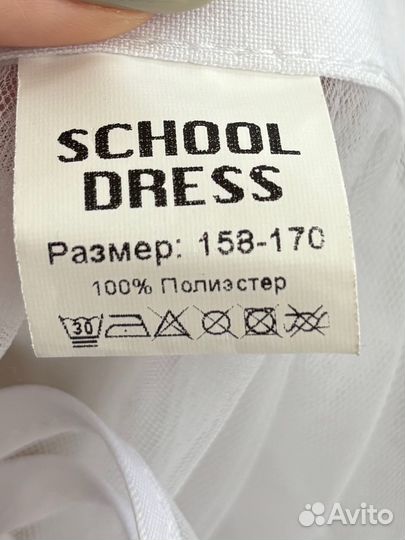 SCHOOL
DRESS
Размер: 158-170
100% Полиэстер
30
Avito